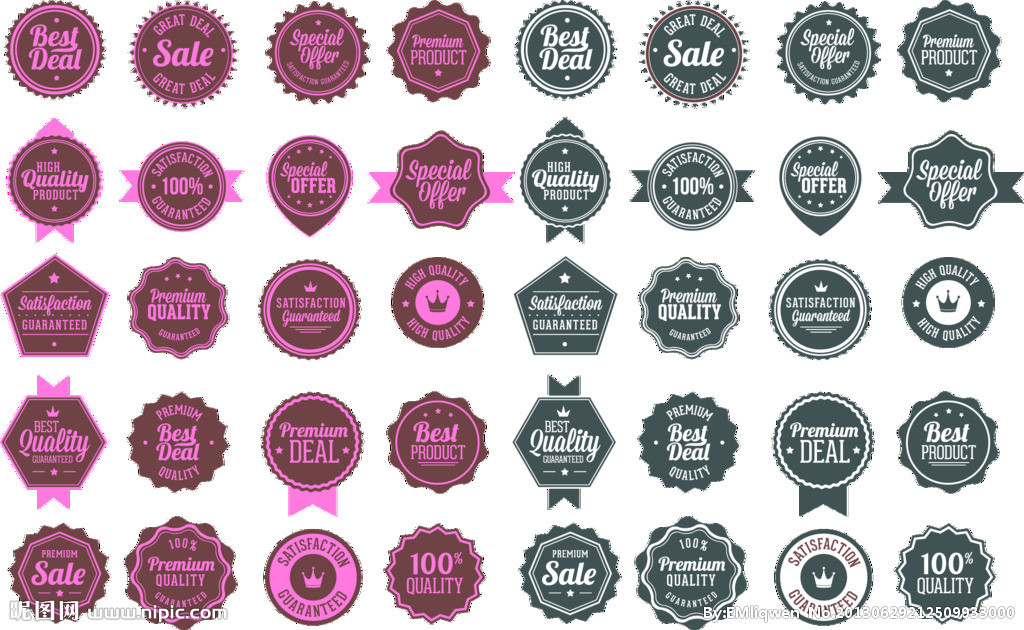 Best
Deal
GREAT DEAL
Sale
GREAT DEAL
Special
Offer
SATISFACTION GUARANTEED
Premium
PRODUCT
Best
Deal
GREAT DEAL
Sale
GREAT DEAL
Special
Offer
SATISFACTION GUARANTEED
Premium
PRODUCT
HIGH
Quality
PRODUCT
SATISFACTION
100%
GUARANTEED
Special
OFFER
Special
Offer
HIGH
Quality
PRODUCT
SATISFACTION
100%
GUARANTEED
Special
OFFER
Special
Offer
Satisfaction
GUARANTEED
Premium
QUALITY
GUARANTEED
SATISFACTION
Guaranteed
HIGH QUALITY
HIGH QUALITY
Satisfaction
GUARANTEED
Premium
QUALITY
GUARANTEED
SATISFACTION
Guaranteed
HIGH QUALITY
HIGH QUALITY
BEST
Quality
GUARANTEED
PREMIUM
Best
Deal
QUALITY
Premium
DEAL
Best
PRODUCT
BEST
Quality
GUARANTEED
PREMIUM
Best
Deal
QUALITY
Premium
DEAL
Best
PRODUCT
PREMIUM
Sale
100%
Premium
QUALITY
GUARANTEED
SATISFACTION
GUARANTEED
100%
QUALITY
PREMIUM
Sale
100%
Premium
QUALITY
GUARANTEED
SATISFACTION
GUARANTEED
100%
QUALITY
昵图网 www.nipic.com
By:EMliqwen No:20130629212509933000